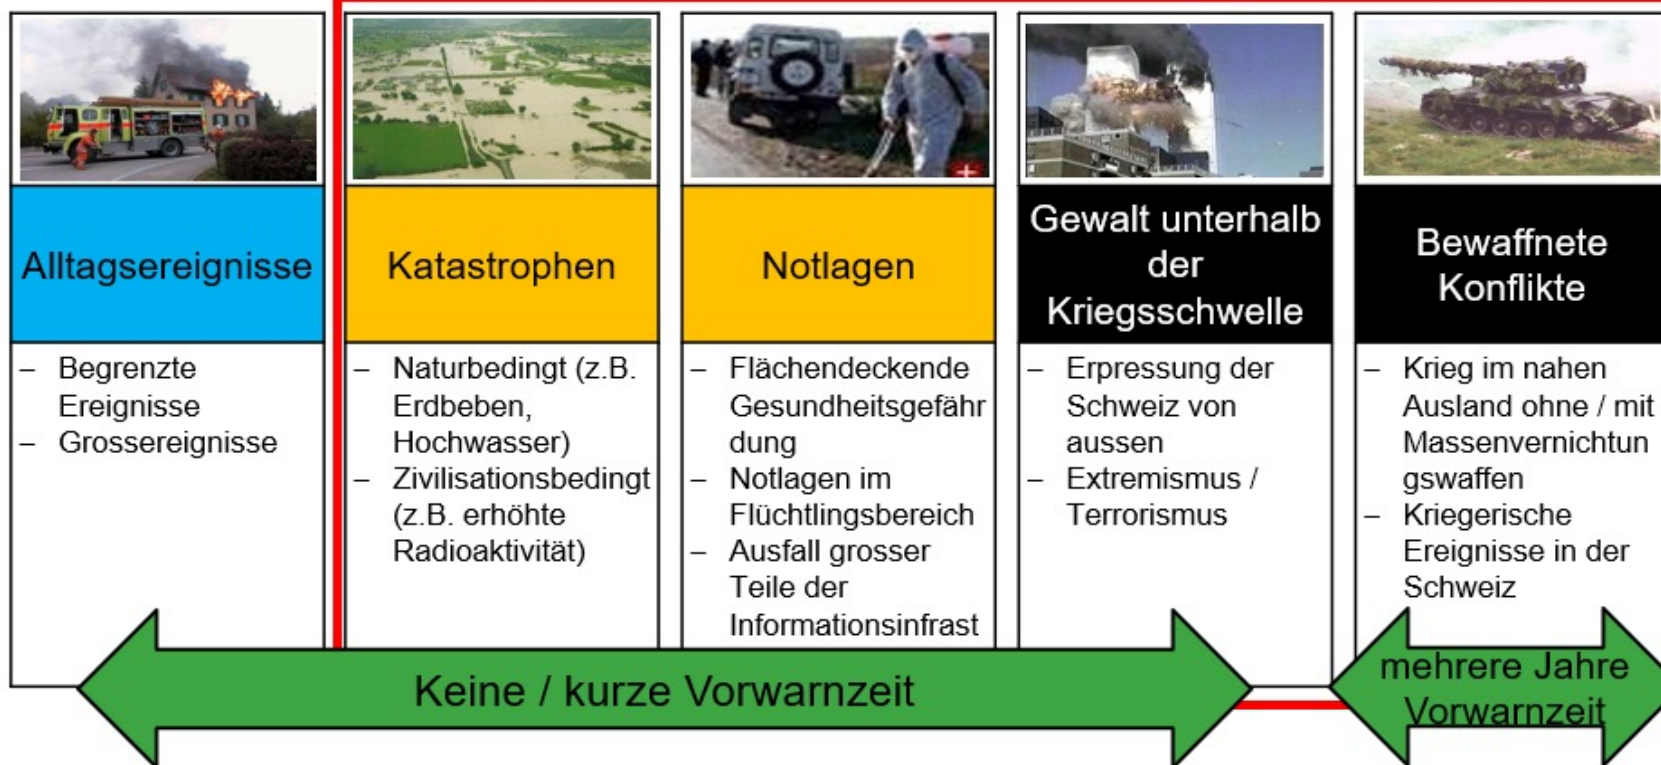 Alltagsereignisse
– Begrenzte
Ereignisse
– Grossereignisse
Katastrophen
– Naturbedingt (z.B.
Erdbeben,
Hochwasser)
– Zivilisationsbedingt
(z.B. erhöhte
Radioaktivität)
Notlagen
– Flächendeckende
Gesundheitsgefähr
dung
– Notlagen im
Flüchtlingsbereich
– Ausfall grosser
Teile der
Informationsinfrast
Gewalt unterhalb
der
Kriegsschwelle
– Erpressung der
Schweiz von
aussen
– Extremismus /
Terrorismus
Bewaffnete
Konflikte
– Krieg im nahen
Ausland ohne / mit
Massenvernichtun
gswaffen
– Kriegerische
Ereignisse in der
Schweiz
Keine / kurze Vorwarnzeit
mehrere Jahre
Vorwarnzeit